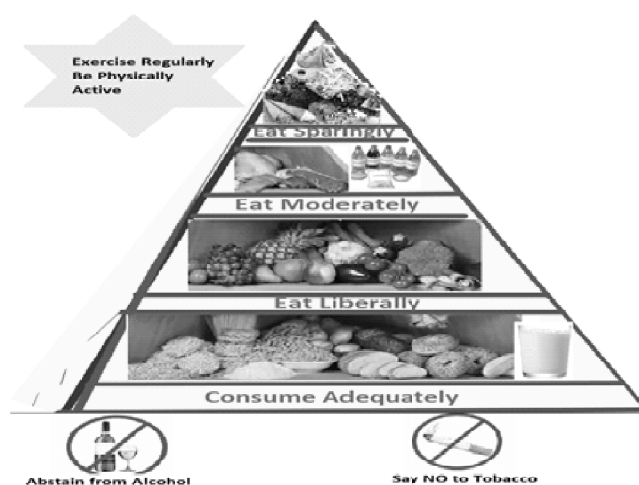 Exercise Regularly
Be Physically
Active
Eat Sparingly
Eat Moderately
Eat Liberally
Consume Adequately
Abstain from Alcohol
Say NO to Tobacco